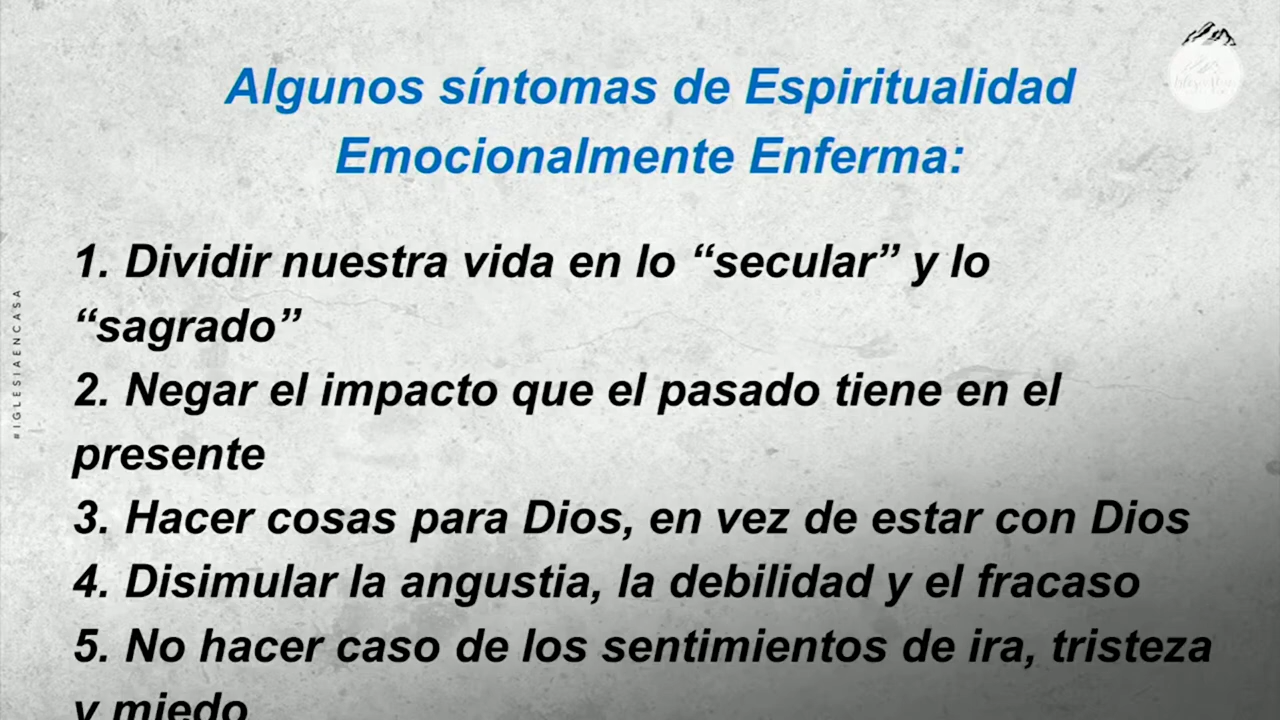 Algunos síntomas de Espiritualidad
Emocionalmente Enferma:
1. Dividir nuestra vida en lo “secular” y lo
“sagrado”
2. Negar el impacto que el pasado tiene en el
presente
3. Hacer cosas para Dios, en vez de estar con Dios
4. Disimular la angustia, la debilidad y el fracaso
5. No hacer caso de los sentimientos de ira, tristeza
y miedo
#IGLESIAENCASA